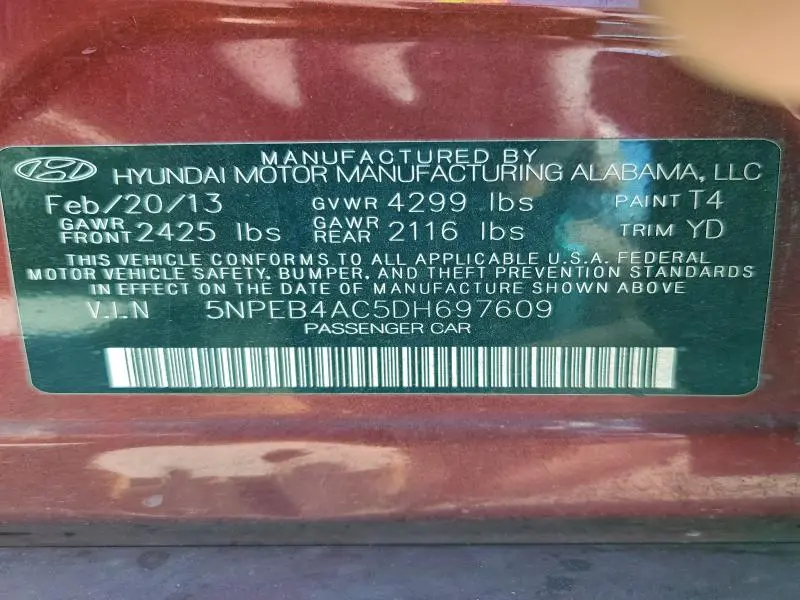 MANUFACTURED BY
HYUNDAI MOTOR MANUFACTURING ALABAMA, LLC
Feb/20/13 GVWR 4299 lbs PAINT T4
GAWR FRONT 2425 lbs GAWR REAR 2116 lbs TRIM YD
THIS VEHICLE CONFORMS TO ALL APPLICABLE U.S.A. FEDERAL
MOTOR VEHICLE SAFETY, BUMPER, AND THEFT PREVENTION STANDARDS
IN EFFECT ON THE DATE OF MANUFACTURE SHOWN ABOVE
V.I.N 5NPEB4AC5DH697609
PASSENGER CAR